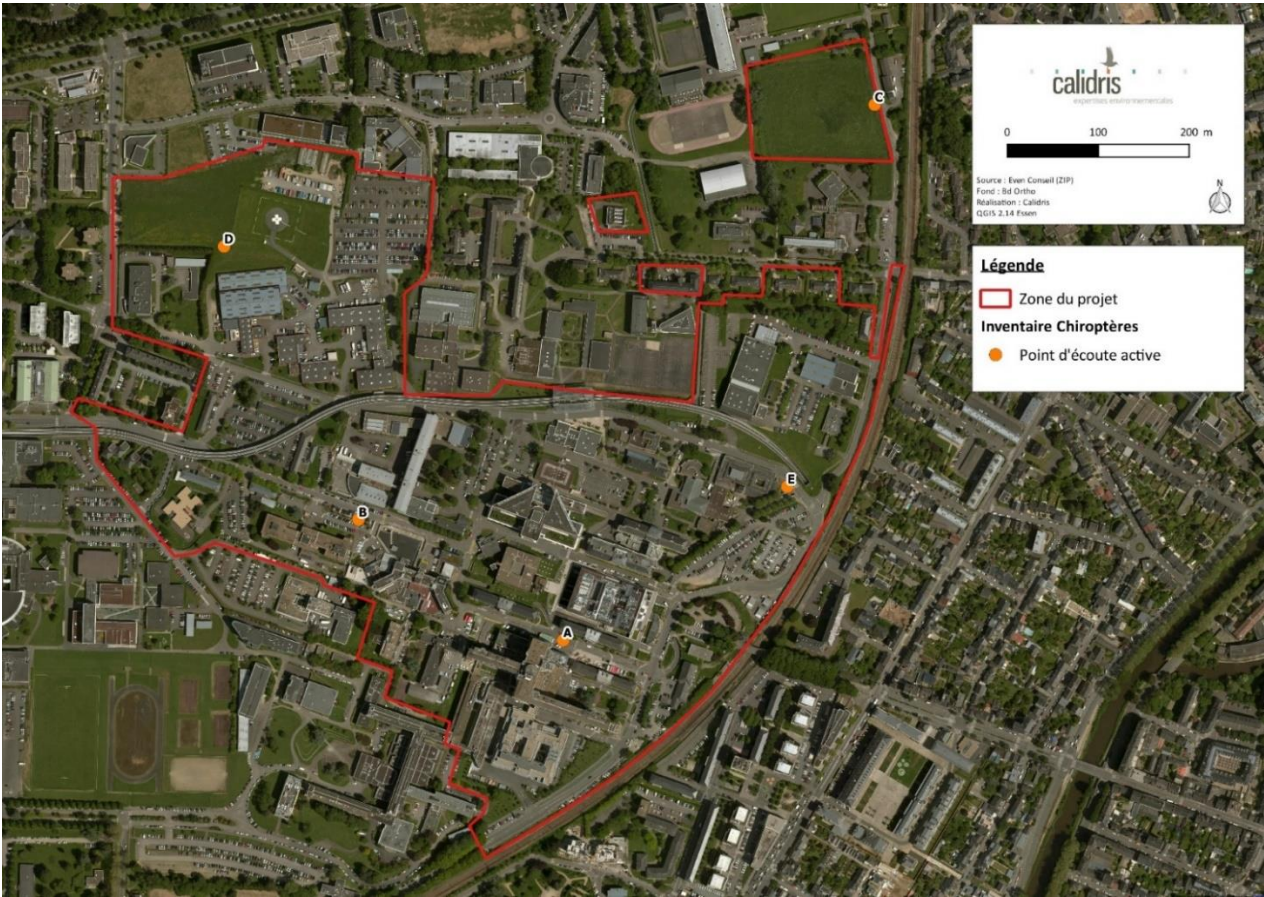 calidris
expertises environnementales
0 100 200 m
Source : Even Conseil (ZIP)
Fond : Bd Ortho
Réalisation : Calidris
QGIS 2.14 Essen
N
Légende
Zone du projet
Inventaire Chiroptères
Point d'écoute active
C
D
E
B
A